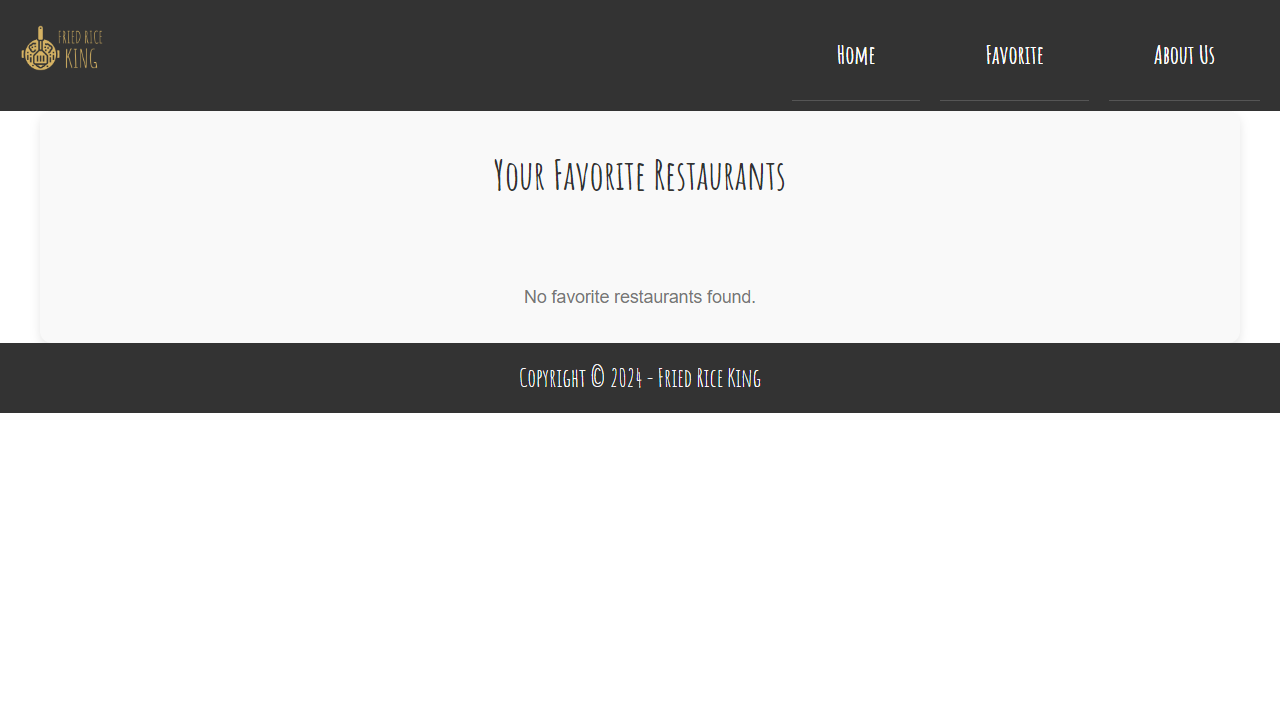 FRIED RICE
KING
Home
Favorite
About Us
Your Favorite Restaurants
No favorite restaurants found.
Copyright © 2024 - Fried Rice King